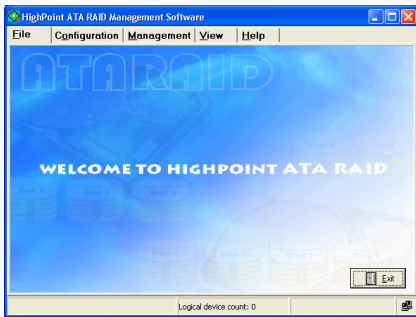 HighPoint ATA RAID Management Software
File Configuration Management View Help
ATARAID
WELCOME TO HIGHPOINT ATA RAID
Exit
Logical device count: 0